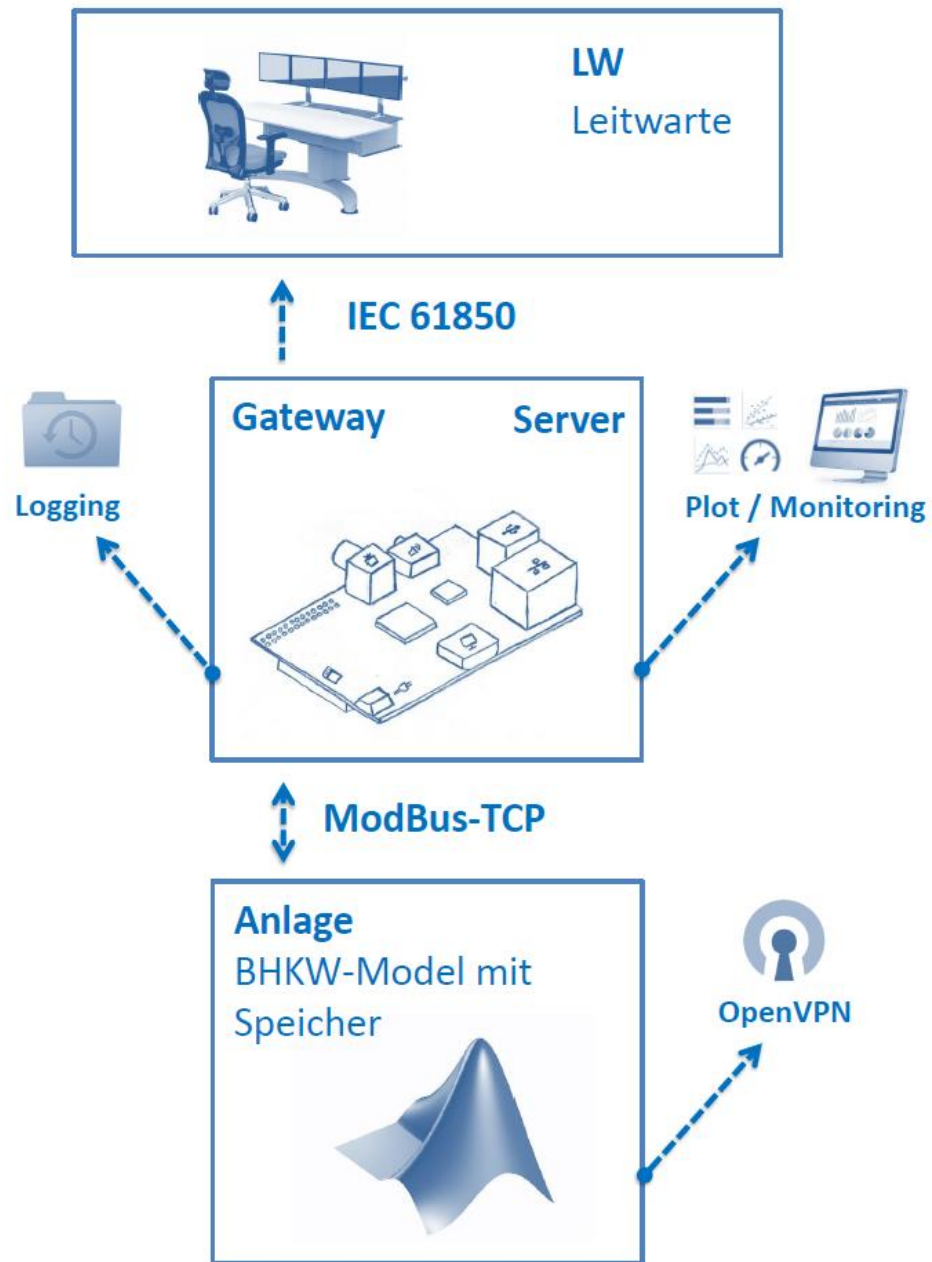 LW
Leitwarte
IEC 61850
Gateway
Server
Logging
Plot / Monitoring
ModBus-TCP
Anlage
BHKW-Model mit
Speicher
OpenVPN